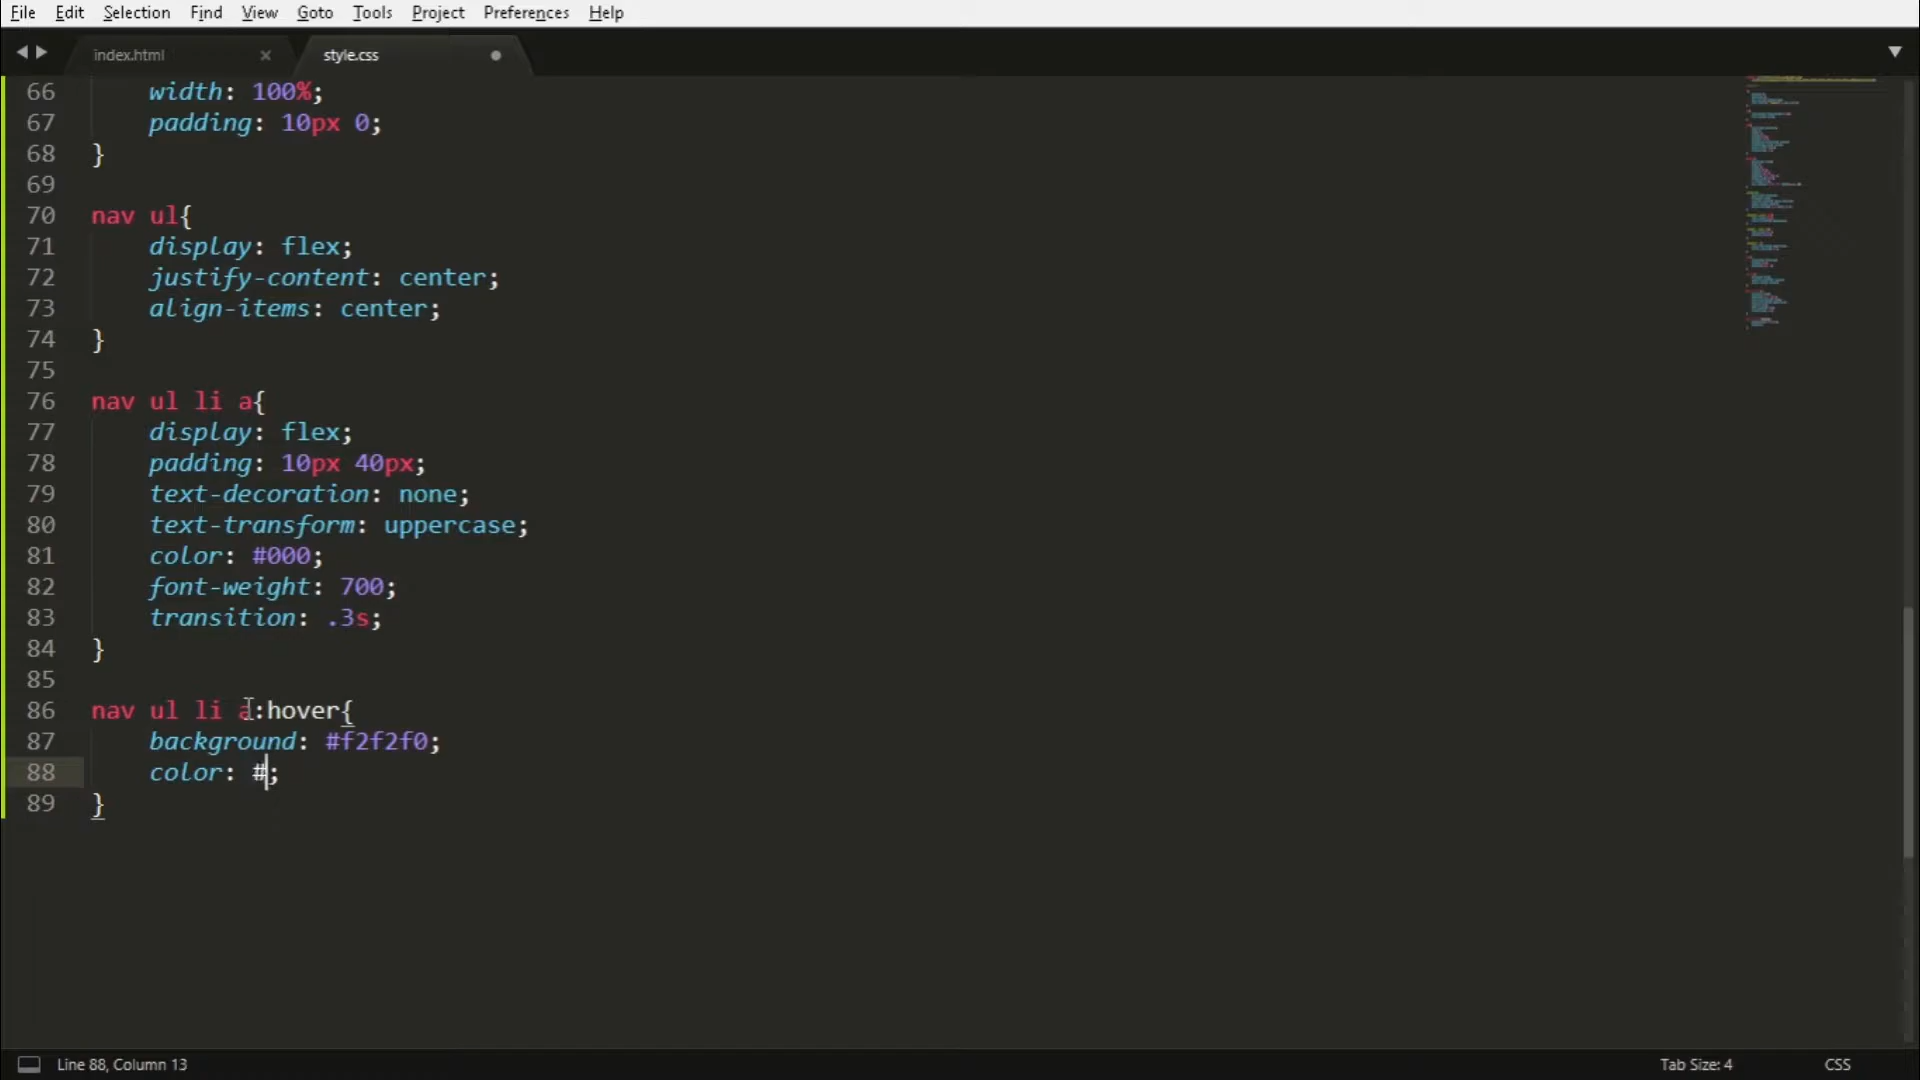 File Edit Selection Find View Goto Tools Project Preferences Help
index.html × style.css
66 width: 100%;
67 padding: 10px 0;
68 }
69
70 nav ul{
71 display: flex;
72 justify-content: center;
73 align-items: center;
74 }
75
76 nav ul li a{
77 display: flex;
78 padding: 10px 40px;
79 text-decoration: none;
80 text-transform: uppercase;
81 color: #000;
82 font-weight: 700;
83 transition: .3s;
84 }
85
86 nav ul li a:hover{
87 background: #f2f2f0;
88 color: #;
89 }
Line 88, Column 13 Tab Size: 4 CSS